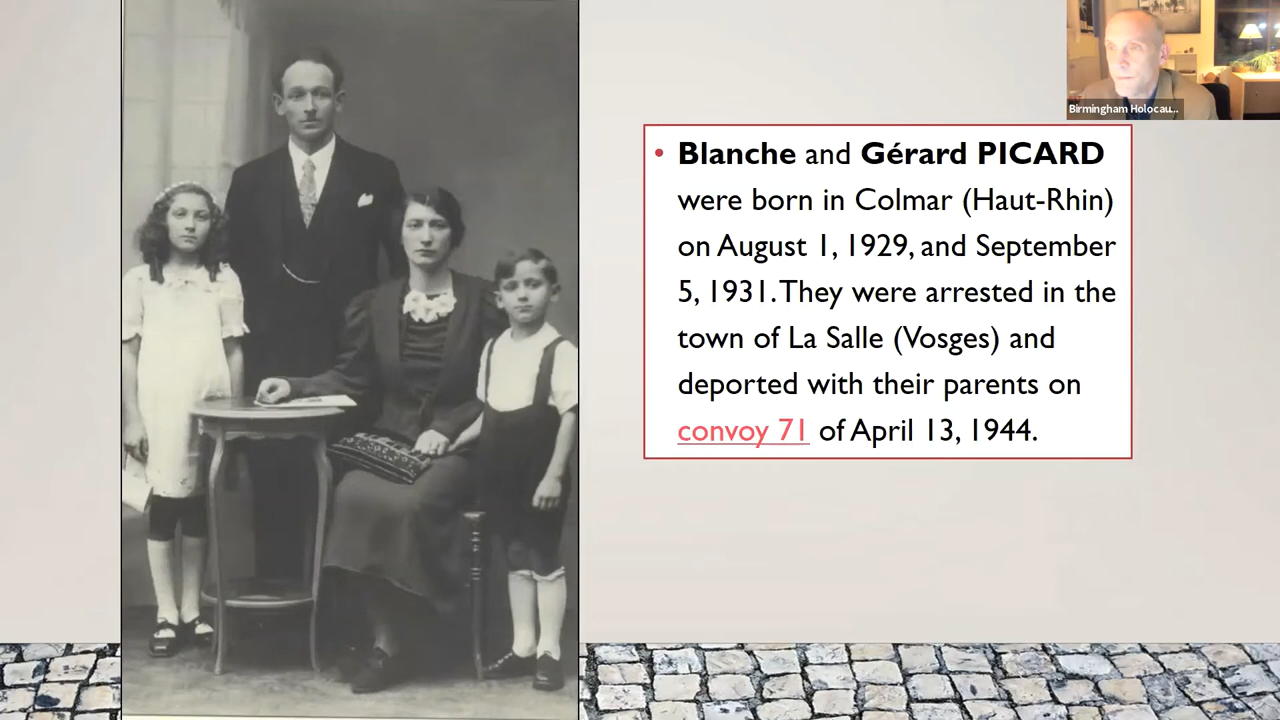 Birmingham Holocau...
• Blanche and Gérard PICARD
were born in Colmar (Haut-Rhin)
on August 1, 1929, and September
5, 1931. They were arrested in the
town of La Salle (Vosges) and
deported with their parents on
convoy 71 of April 13, 1944.